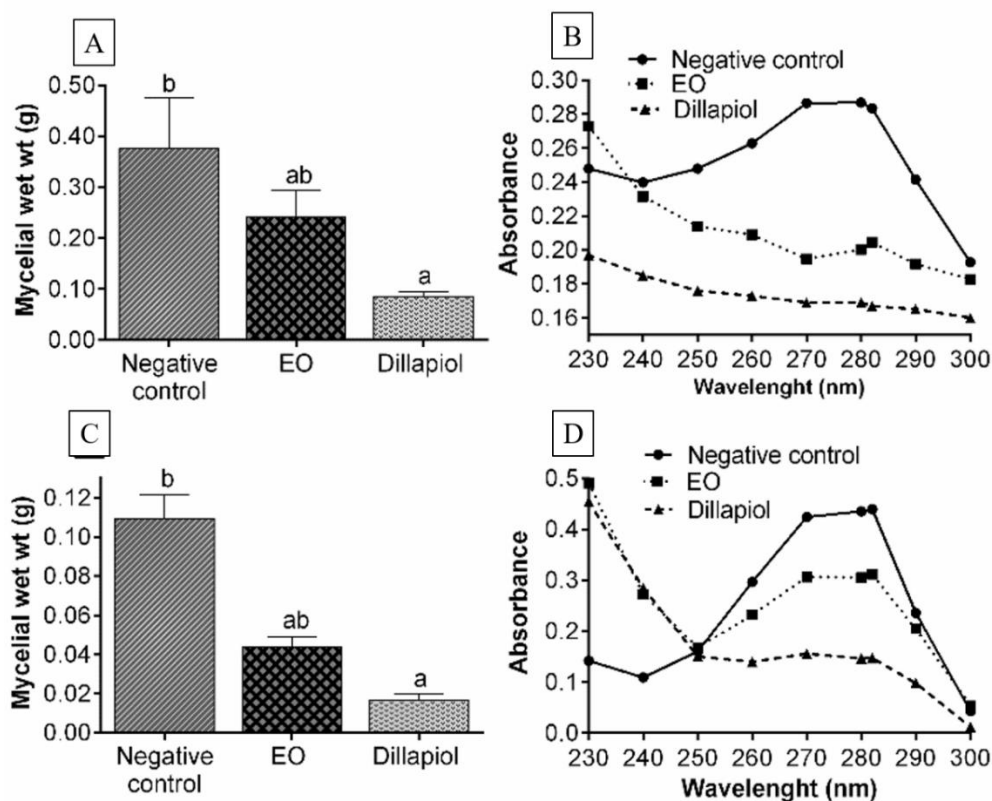 A
Mycelial wet wt (g)
0.50
0.40
0.30
0.20
0.10
0.00
b
ab
a
Negative
control
EO
Dillapiol
B
Negative control
EO
Dillapiol
Absorbance
0.30
0.28
0.26
0.24
0.22
0.20
0.18
0.16
230 240 250 260 270 280 290 300
Wavelenght (nm)
C
Mycelial wet wt (g)
0.12
0.10
0.08
0.06
0.04
0.02
0.00
b
ab
a
Negative
control
EO
Dillapiol
D
Negative control
EO
Dillapiol
Absorbance
0.5
0.4
0.3
0.2
0.1
0.0
230 240 250 260 270 280 290 300
Wavelenght (nm)